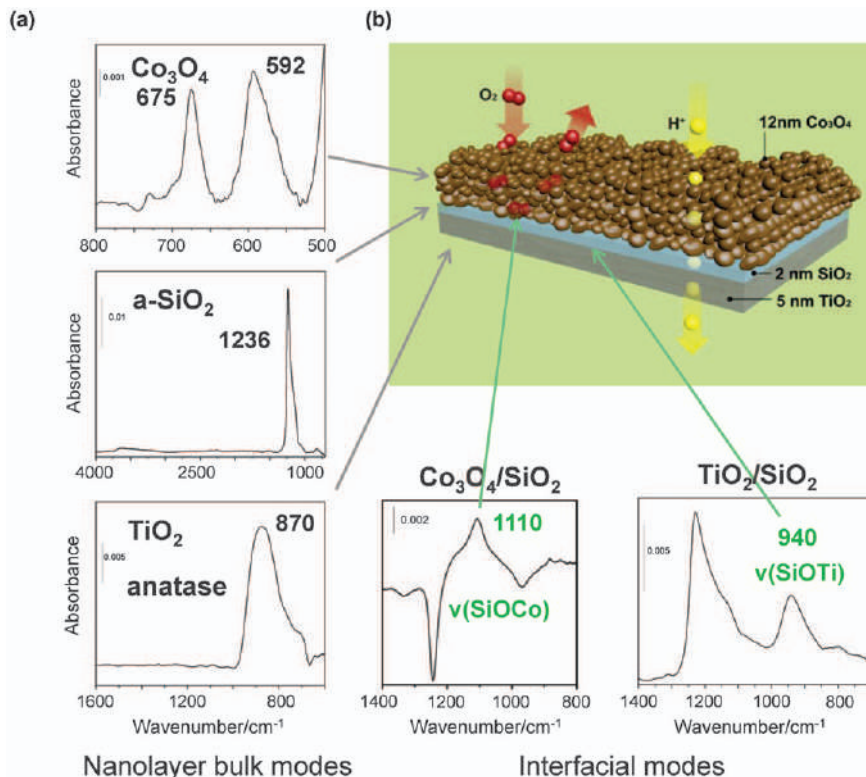 (a)
Co₃O₄
675
592
0.001
Absorbance
800 700 600 500
a-SiO₂
1236
0.01
Absorbance
4000 2500 1000
TiO₂
anatase
870
0.005
Absorbance
1600 1200 800
Wavenumber/cm⁻¹
Nanolayer bulk modes
(b)
O₂
H⁺
12nm Co₃O₄
2 nm SiO₂
5 nm TiO₂
Co₃O₄/SiO₂
0.002
1110
ν(SiOCo)
1400 1200 1000 800
Wavenumber/cm⁻¹
TiO₂/SiO₂
0.005
940
ν(SiOTi)
1400 1200 1000 800
Wavenumber/cm⁻¹
Interfacial modes